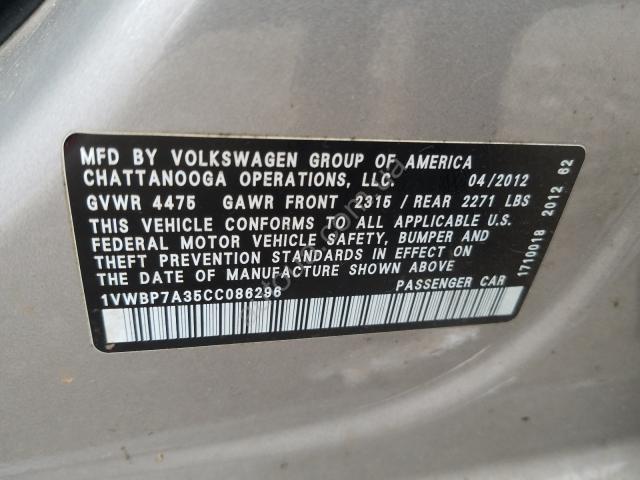 MFD BY VOLKSWAGEN GROUP OF AMERICA
CHATTANOOGA OPERATIONS, LLC. 04/2012
GVWR 4475 GAWR FRONT 2315 / REAR 2271 LBS
THIS VEHICLE CONFORMS TO ALL APPLICABLE U.S.
FEDERAL MOTOR VEHICLE SAFETY, BUMPER AND
THEFT PREVENTION STANDARDS IN EFFECT ON THE
DATE OF MANUFACTURE SHOWN ABOVE
1VWBP7A35CC086296 PASSENGER CAR
1710018 2012 62